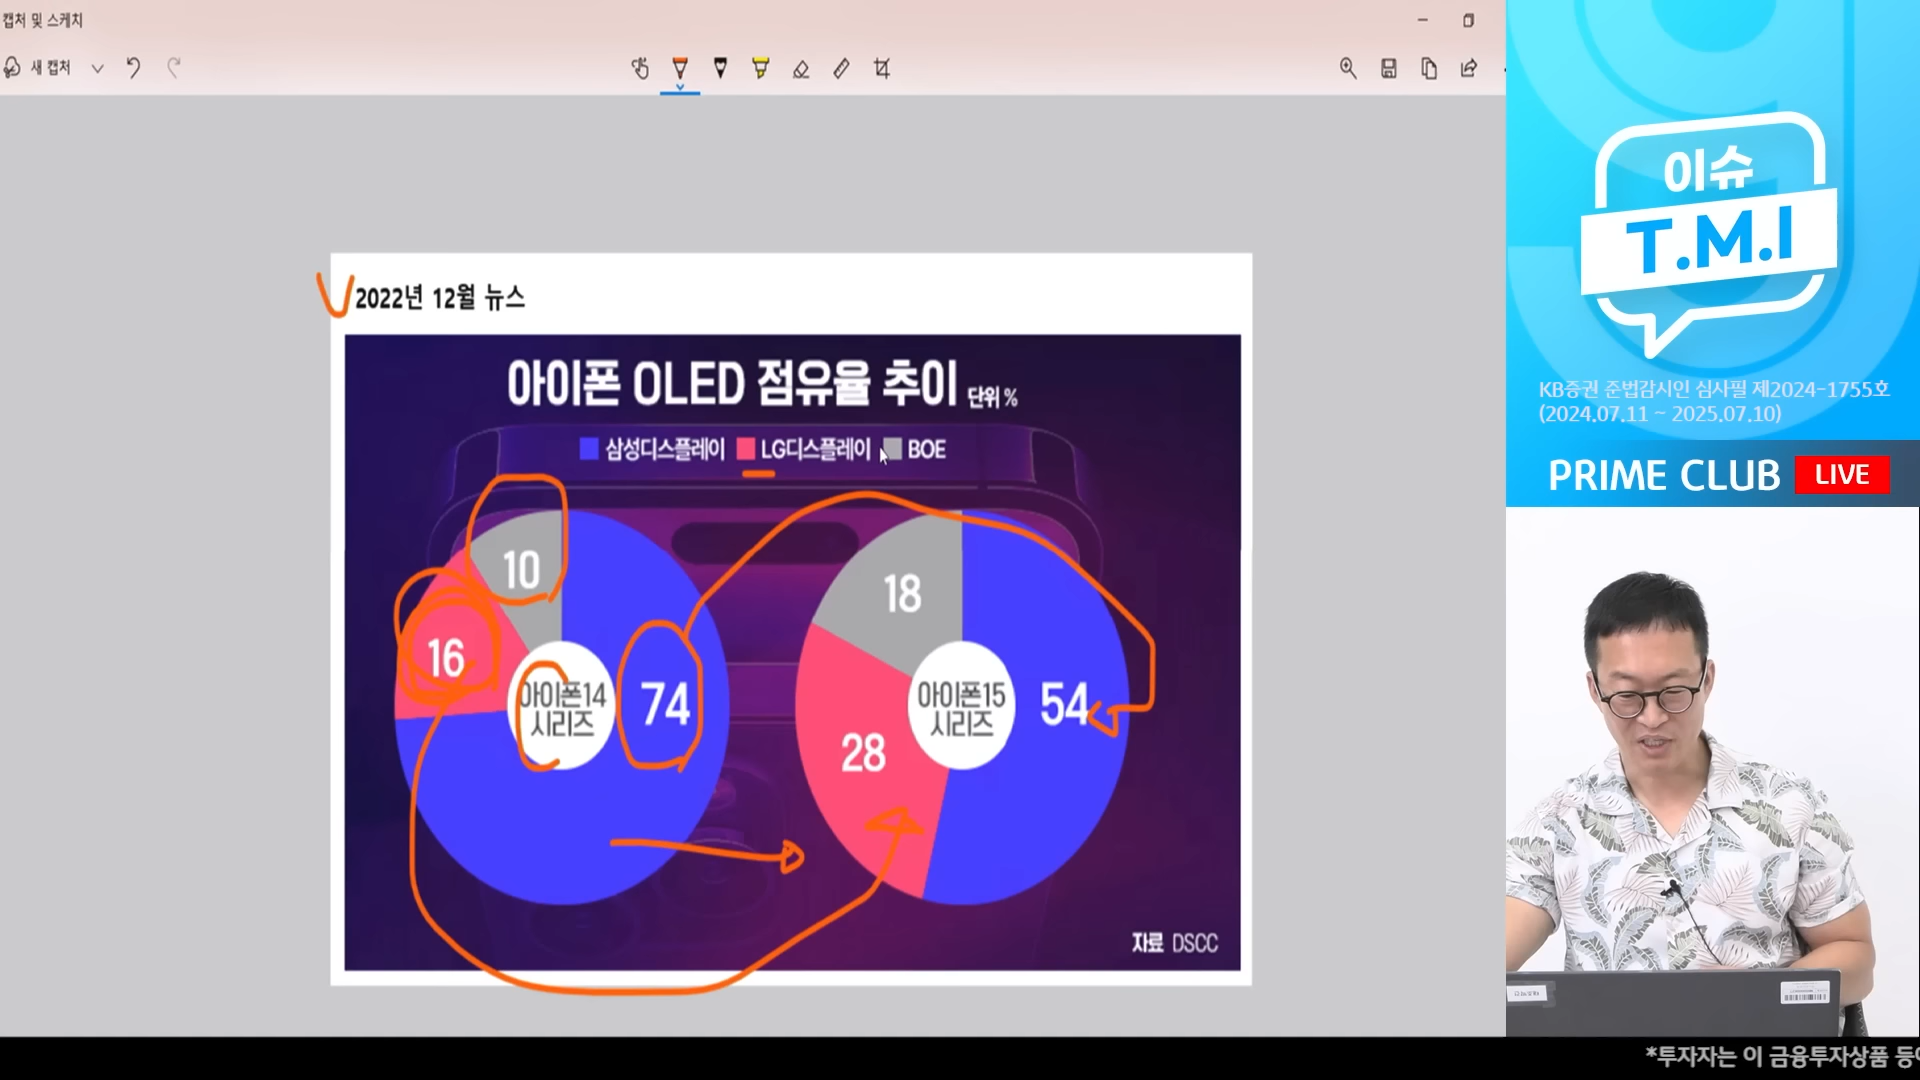 캡처 및 스케치
새 캡처
2022년 12월 뉴스
아이폰 OLED 점유율 추이 단위 %
삼성디스플레이 LG디스플레이 BOE
10
16
74
아이폰14
시리즈
18
28
54
아이폰15
시리즈
자료 DSCC
이슈
T.M.I
KB증권 준법감시인 심사필 제2024-1755호
(2024.07.11 ~ 2025.07.10)
PRIME CLUB LIVE
*투자자는 이 금융투자상품 등에